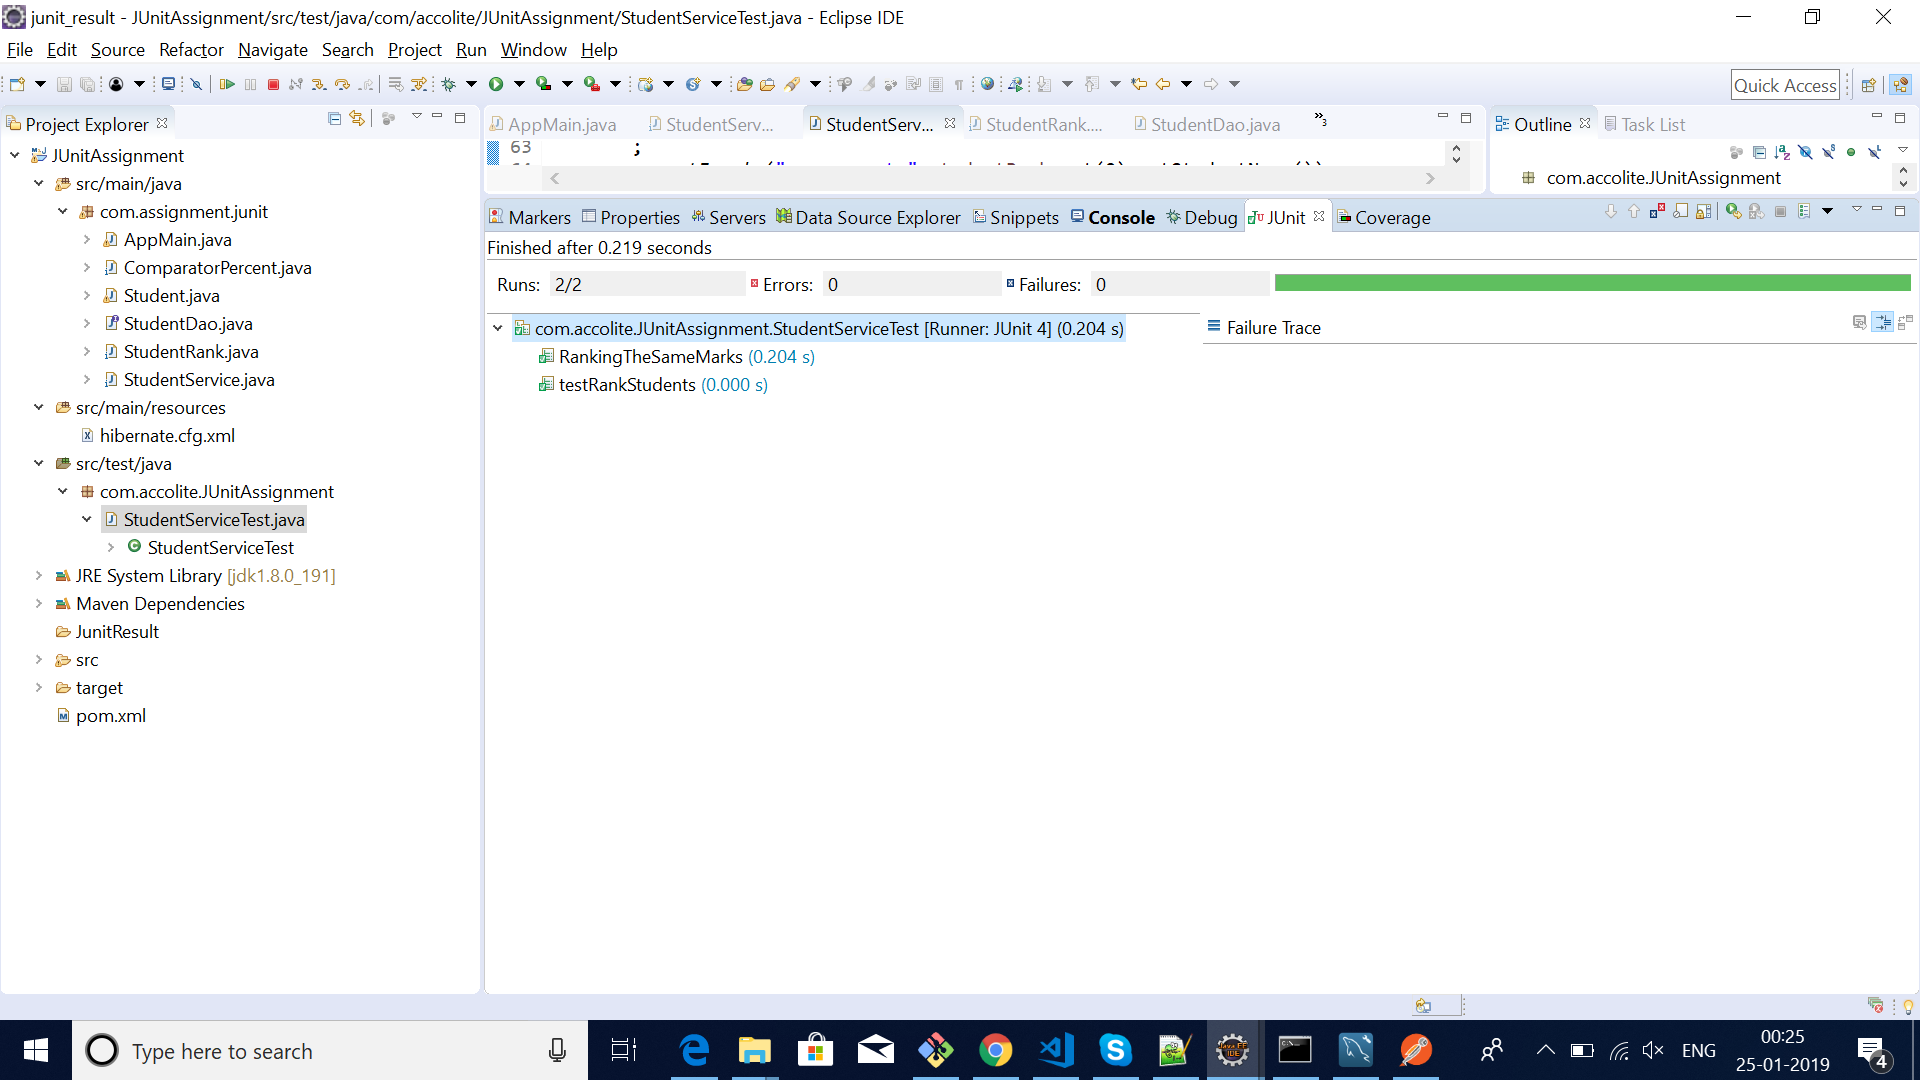 junit_result - JUnitAssignment/src/test/java/com/accolite/JUnitAssignment/StudentServiceTest.java - Eclipse IDE
File Edit Source Refactor Navigate Search Project Run Window Help
Quick Access
Project Explorer
JUnitAssignment
src/main/java
com.assignment.junit
AppMain.java
ComparatorPercent.java
Student.java
StudentDao.java
StudentRank.java
StudentService.java
src/main/resources
hibernate.cfg.xml
src/test/java
com.accolite.JUnitAssignment
StudentServiceTest.java
StudentServiceTest
JRE System Library [jdk1.8.0_191]
Maven Dependencies
JunitResult
src
target
pom.xml
AppMain.java StudentServ... StudentServ... StudentRank.... StudentDao.java »3
63 ;
Outline Task List
com.accolite.JUnitAssignment
Markers Properties Servers Data Source Explorer Snippets Console Debug JUnit Coverage
Finished after 0.219 seconds
Runs: 2/2 Errors: 0 Failures: 0
com.accolite.JUnitAssignment.StudentServiceTest [Runner: JUnit 4] (0.204 s)
RankingTheSameMarks (0.204 s)
testRankStudents (0.000 s)
Failure Trace
Type here to search
ENG
00:25
25-01-2019
4